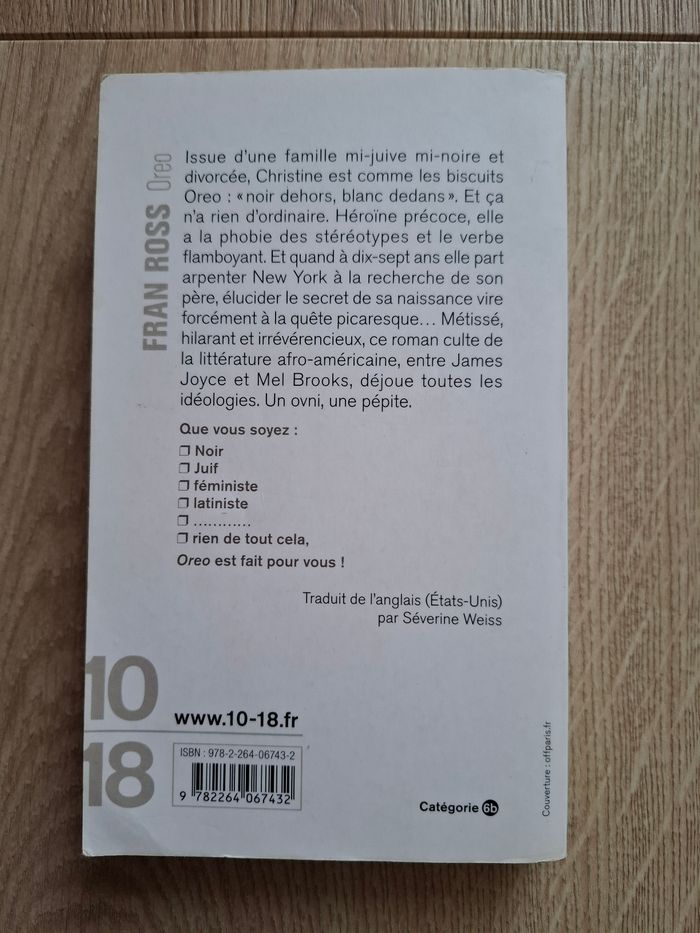 FRAN ROSS Oreo
Issue d'une famille mi-juive mi-noire et
divorcée, Christine est comme les biscuits
Oreo : « noir dehors, blanc dedans ». Et ça
n'a rien d'ordinaire. Héroïne précoce, elle
a la phobie des stéréotypes et le verbe
flamboyant. Et quand à dix-sept ans elle part
arpenter New York à la recherche de son
père, élucider le secret de sa naissance vire
forcément à la quête picaresque… Métissé,
hilarant et irrévérencieux, ce roman culte de
la littérature afro-américaine, entre James
Joyce et Mel Brooks, déjoue toutes les
idéologies. Un ovni, une pépite.
Que vous soyez :
❒ Noir
❒ Juif
❒ féministe
❒ latiniste
❒ ............
❒ rien de tout cela,
Oreo est fait pour vous !
Traduit de l'anglais (États-Unis)
par Séverine Weiss
10
18
www.10-18.fr
ISBN : 978-2-264-06743-2
9 782264 067432
Catégorie 6b
Couverture : offparis.fr